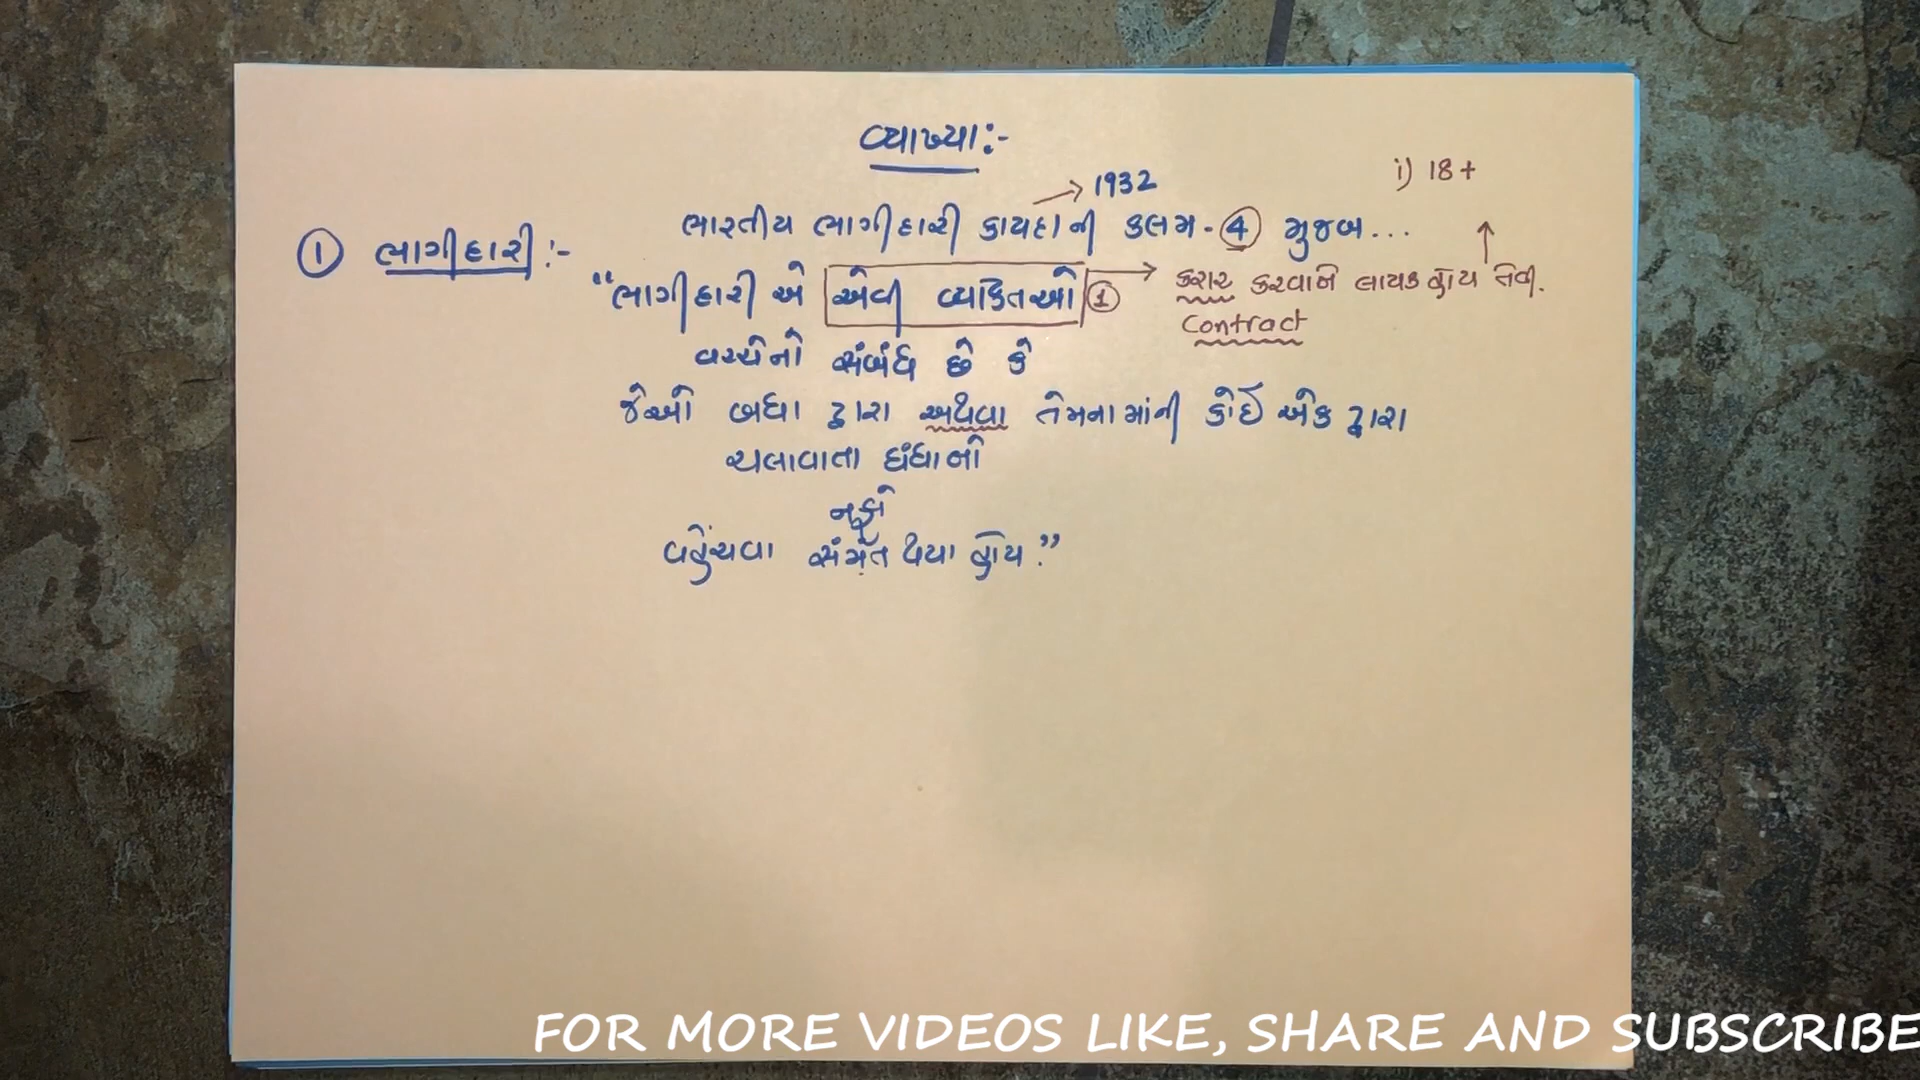 વ્યાખ્યા:-
i) 18+
→ 1932
ભારતીય ભાગીદારી કાયદાની કલમ-④ મુજબ...
① ભાગીદારી:-
"ભાગીદારી એ એવી વ્યક્તિઓ ① → કરાર કરવાને લાયક હોય તેવી.
Contract
વચ્ચેનો સંબંધ છે કે
જેઓ બધા દ્વારા અથવા તેમનામાંની કોઈ એક દ્વારા
ચલાવાતા ધંધાનો
નફો
વહેંચવા સંમત થયા હોય."
FOR MORE VIDEOS LIKE, SHARE AND SUBSCRIBE